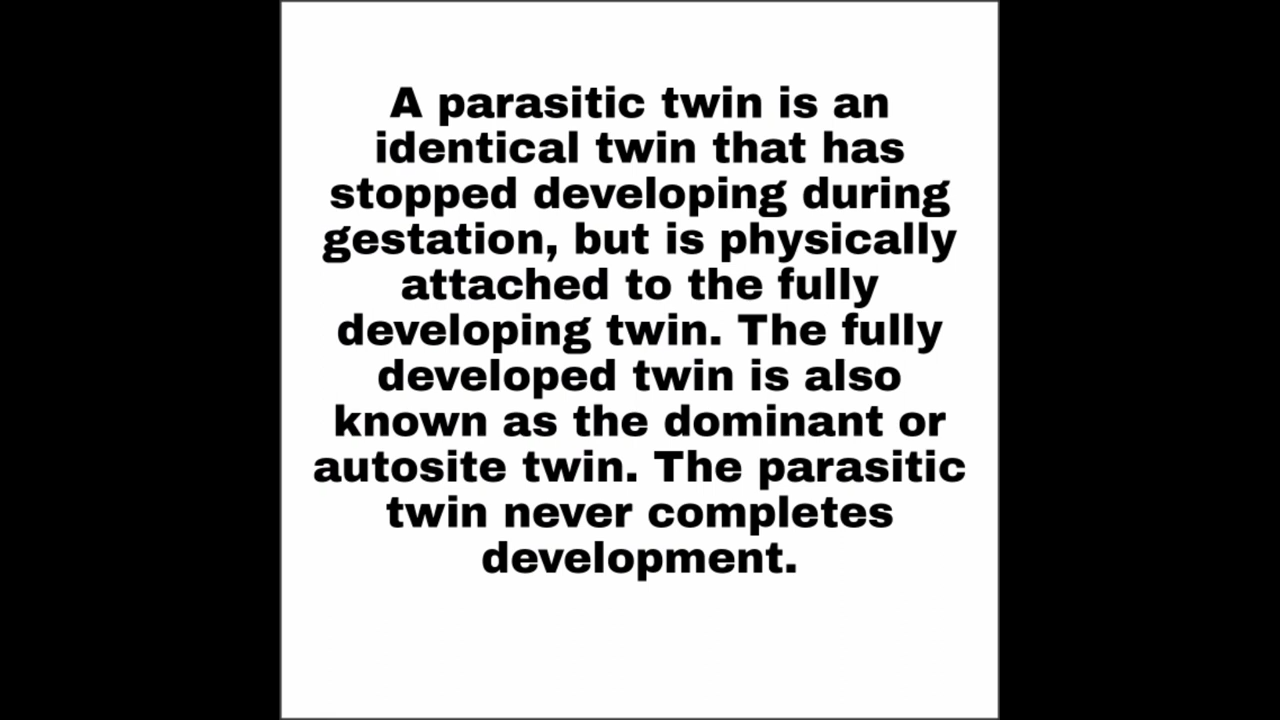 A parasitic twin is an
identical twin that has
stopped developing during
gestation, but is physically
attached to the fully
developing twin. The fully
developed twin is also
known as the dominant or
autosite twin. The parasitic
twin never completes
development.